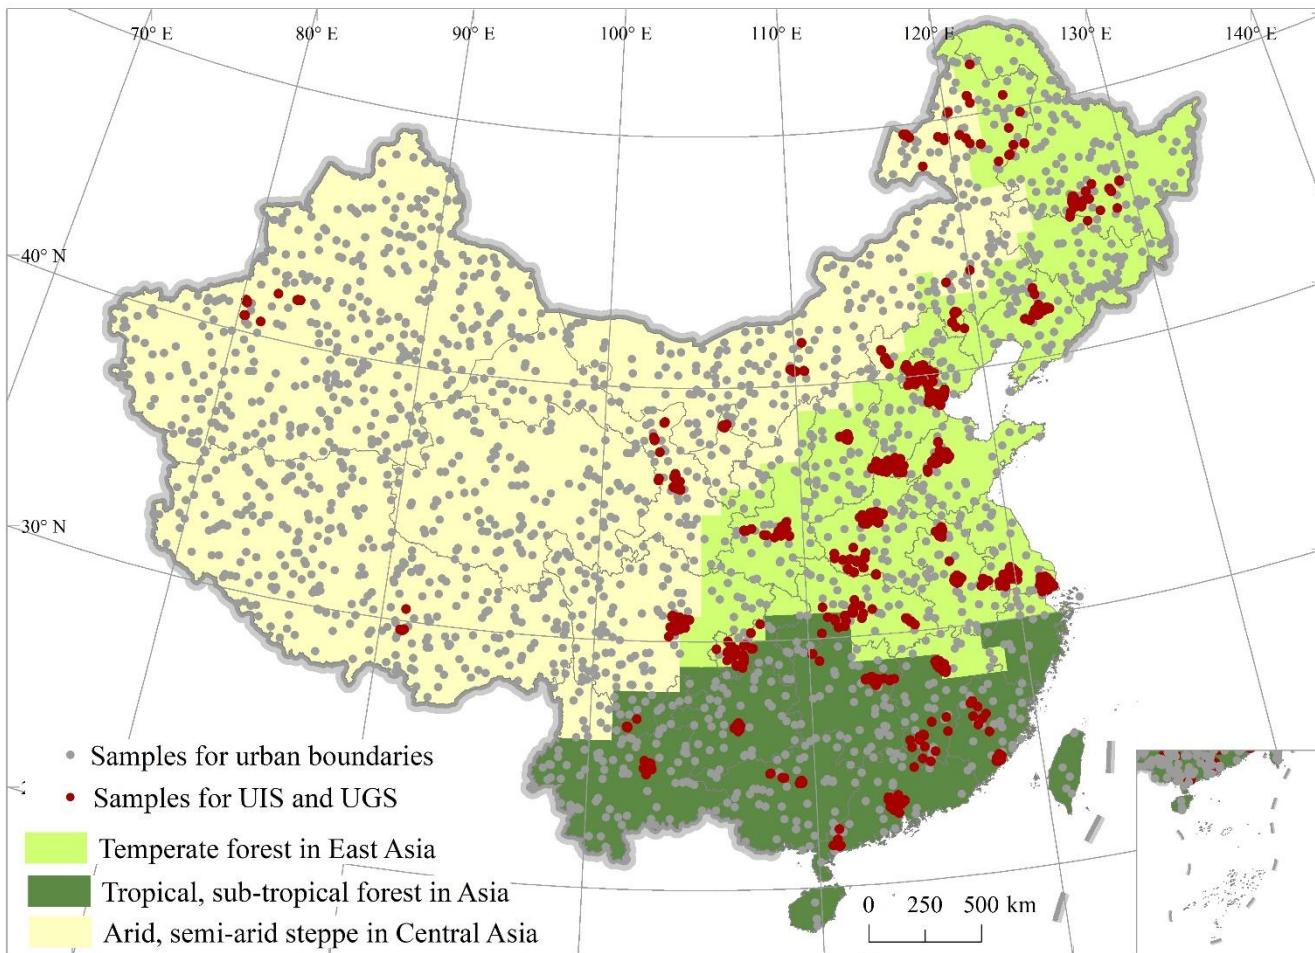 70° E
80° E
90° E
100° E
110° E
120° E
130° E
140° E
40° N
30° N
Samples for urban boundaries
Samples for UIS and UGS
Temperate forest in East Asia
Tropical, sub-tropical forest in Asia
Arid, semi-arid steppe in Central Asia
0 250 500 km